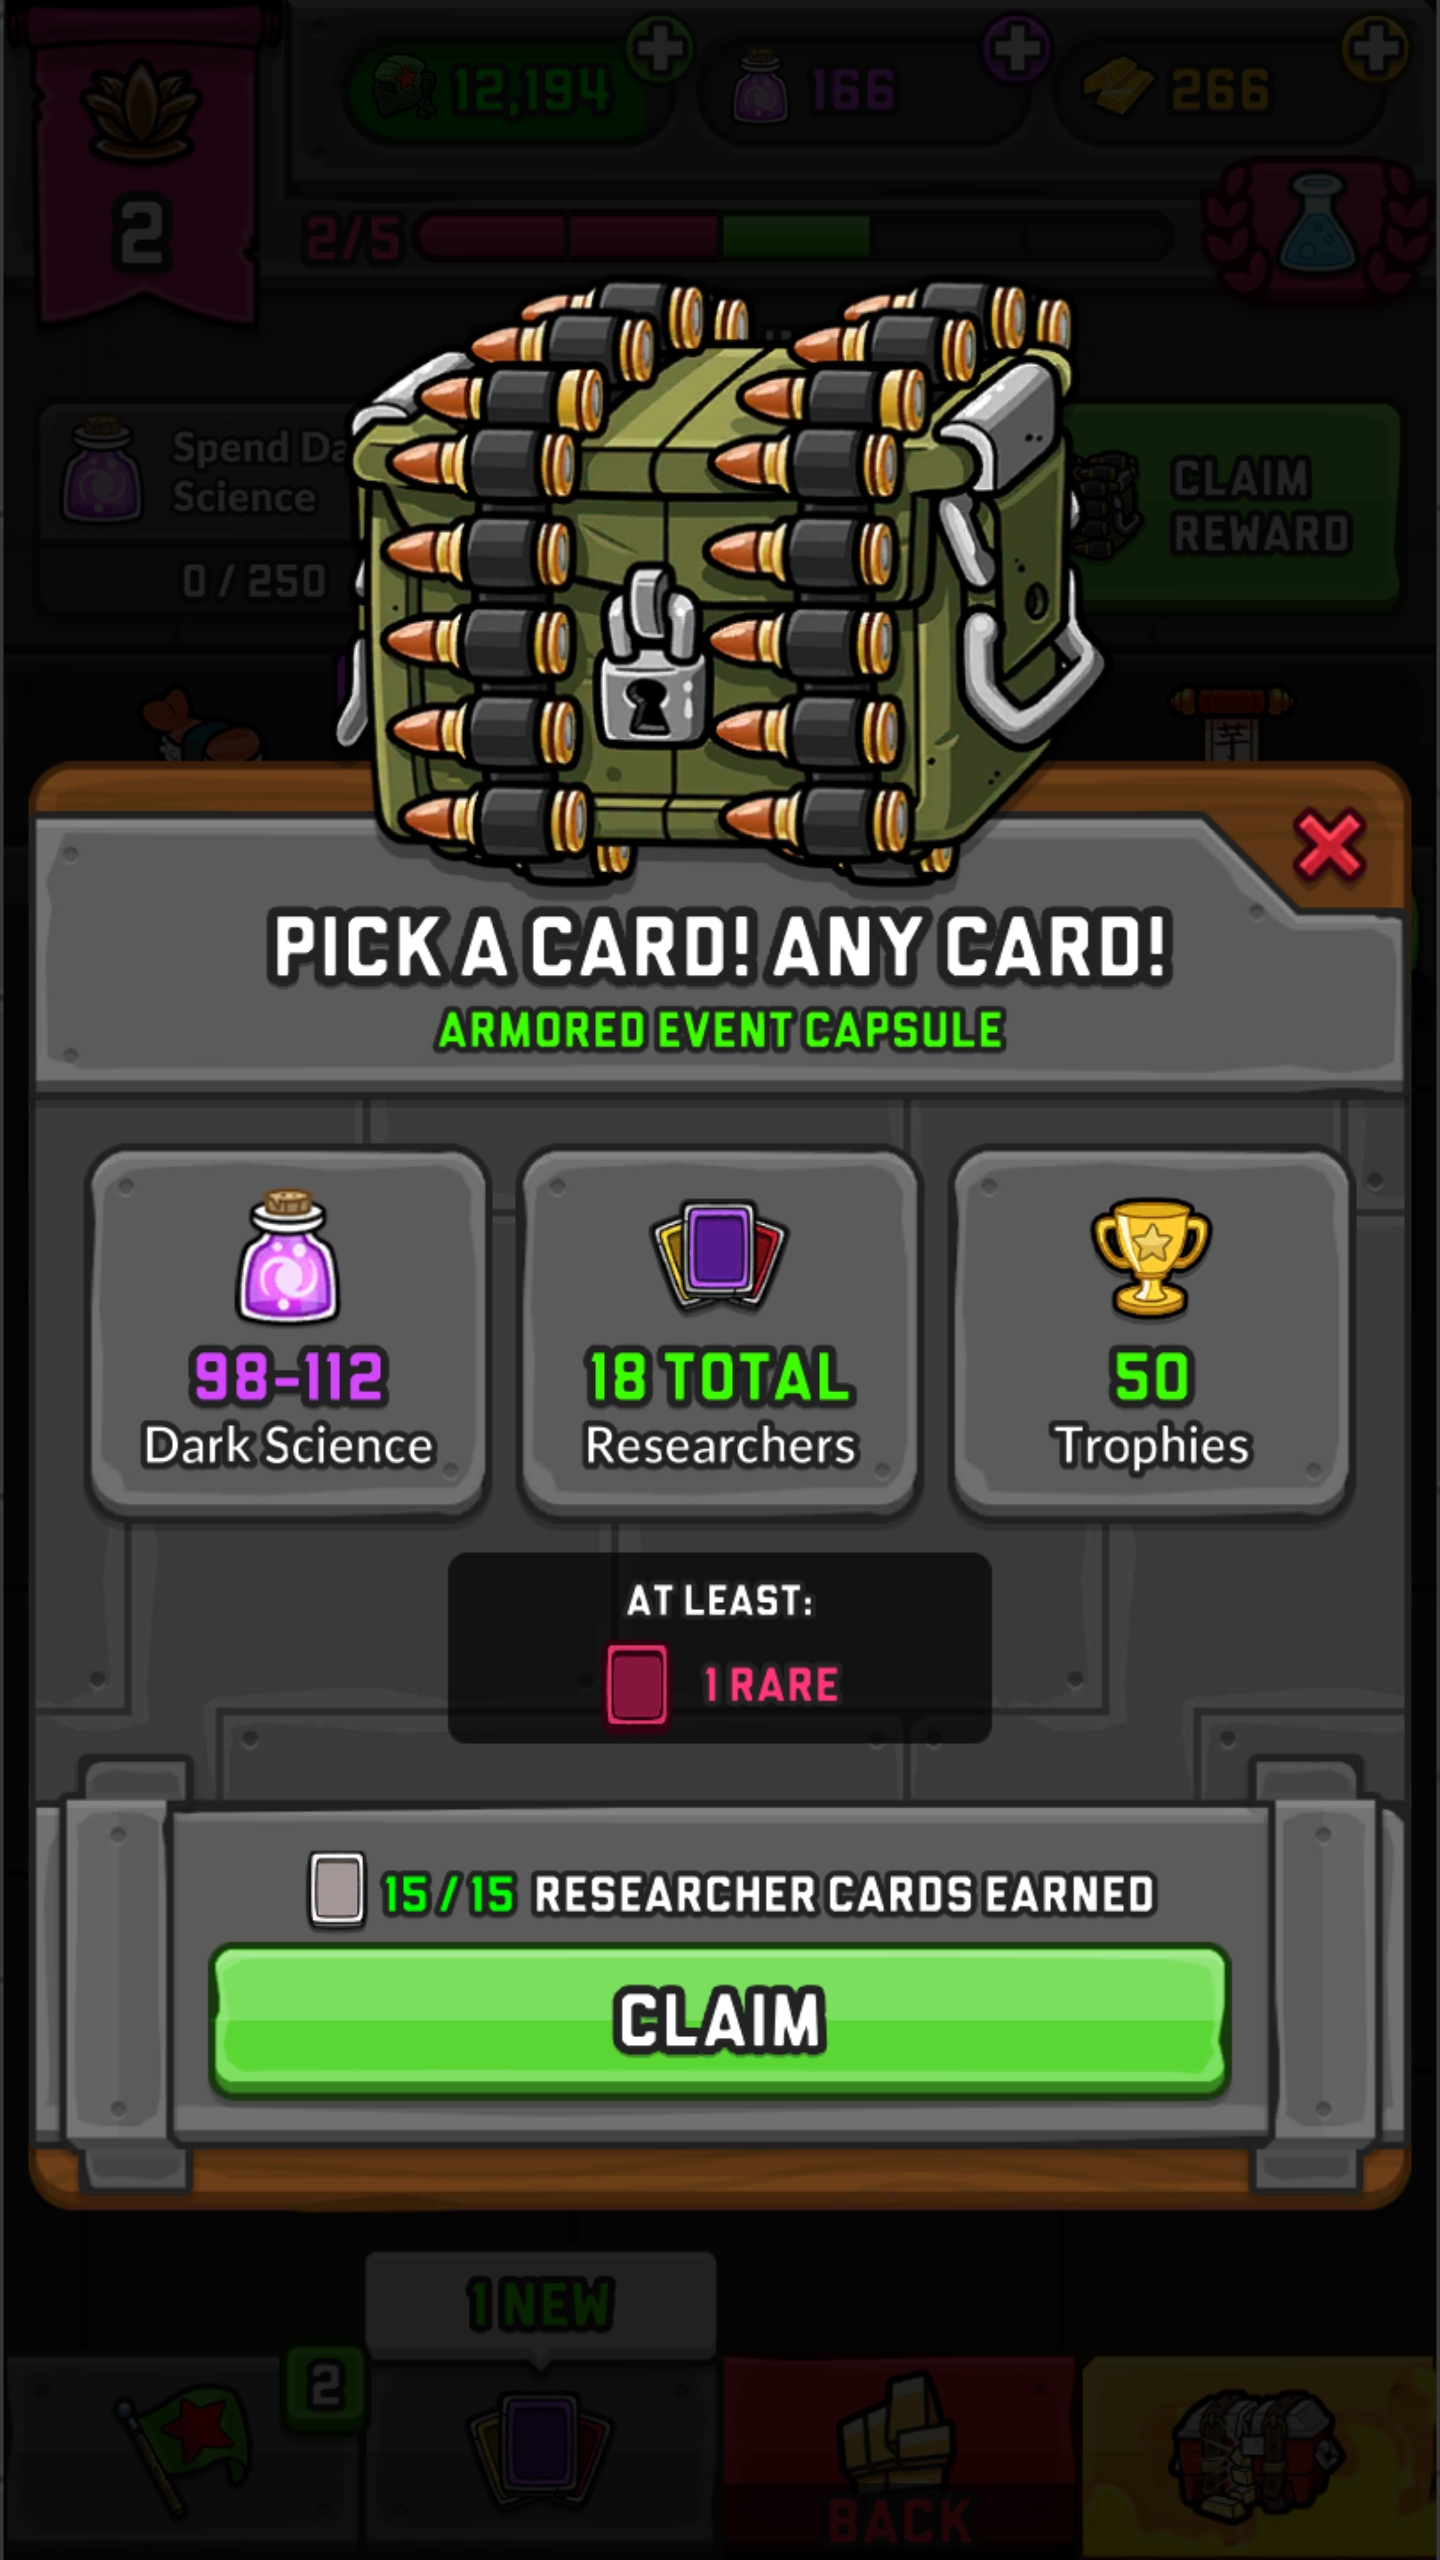 12,194
166
266
2
2/5
Spend Da
Science
0 / 250
CLAIM
REWARD
PICK A CARD! ANY CARD!
ARMORED EVENT CAPSULE
98-112
Dark Science
18 TOTAL
Researchers
50
Trophies
AT LEAST:
1 RARE
15/15 RESEARCHER CARDS EARNED
CLAIM
1 NEW
2
BACK